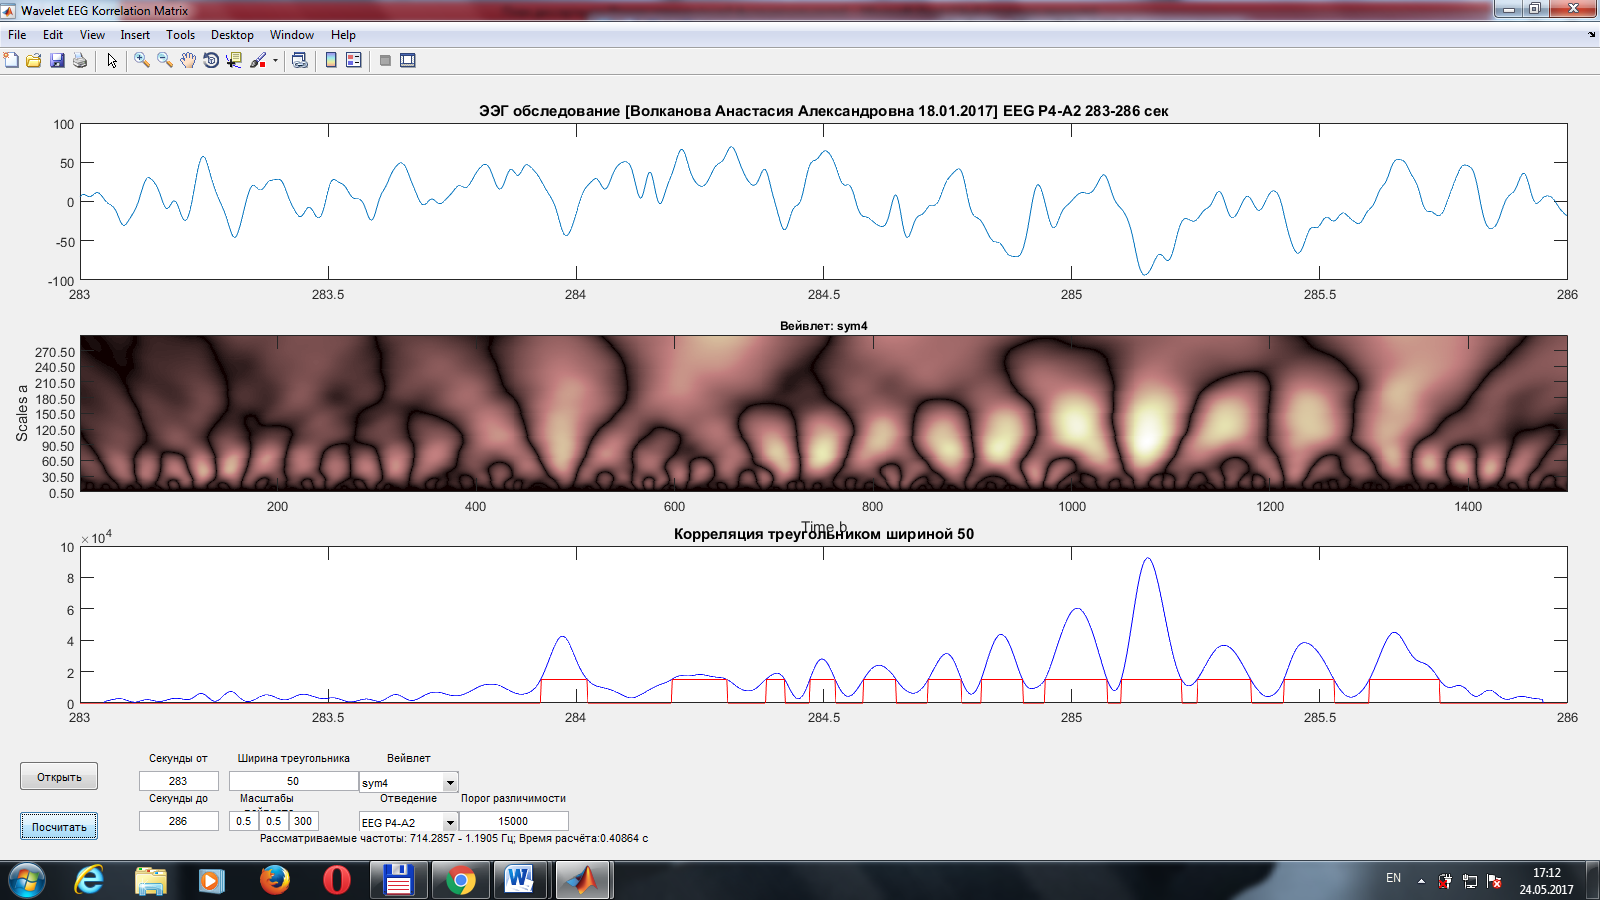 Wavelet EEG Korrelation Matrix
File Edit View Insert Tools Desktop Window Help
ЭЭГ обследование [Волканова Анастасия Александровна 18.01.2017] EEG P4-A2 283-286 сек
100
50
0
-50
-100
283 283.5 284 284.5 285 285.5 286
Вейвлет: sym4
Scales a
270.50
240.50
210.50
180.50
150.50
120.50
90.50
60.50
30.50
0.50
200 400 600 800 1000 1200 1400
Time b
Корреляция треугольником шириной 50
×10^4
10
8
6
4
2
0
283 283.5 284 284.5 285 285.5 286
Открыть
Посчитать
Секунды от Ширина треугольника Вейвлет
283 50 sym4
Секунды до Масштабы Отведение Порог различимости
286 0.5 0.5 300 EEG P4-A2 15000
Рассматриваемые частоты: 714.2857 - 1.1905 Гц; Время расчёта:0.40864 с
EN
17:12
24.05.2017